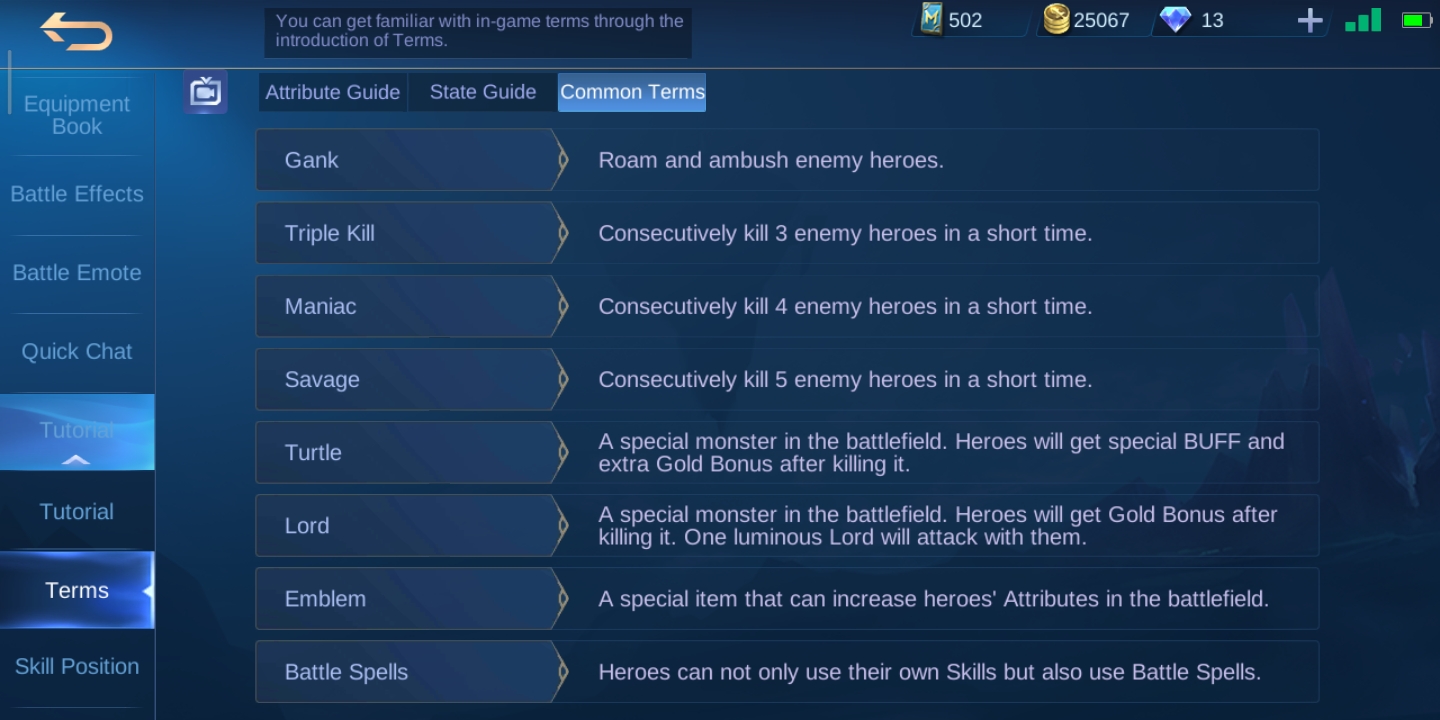 You can get familiar with in-game terms through the
introduction of Terms.
502
25067
13
Equipment
Book
Battle Effects
Battle Emote
Quick Chat
Tutorial
Tutorial
Terms
Skill Position
Attribute Guide
State Guide
Common Terms
Gank
Roam and ambush enemy heroes.
Triple Kill
Consecutively kill 3 enemy heroes in a short time.
Maniac
Consecutively kill 4 enemy heroes in a short time.
Savage
Consecutively kill 5 enemy heroes in a short time.
Turtle
A special monster in the battlefield. Heroes will get special BUFF and
extra Gold Bonus after killing it.
Lord
A special monster in the battlefield. Heroes will get Gold Bonus after
killing it. One luminous Lord will attack with them.
Emblem
A special item that can increase heroes' Attributes in the battlefield.
Battle Spells
Heroes can not only use their own Skills but also use Battle Spells.